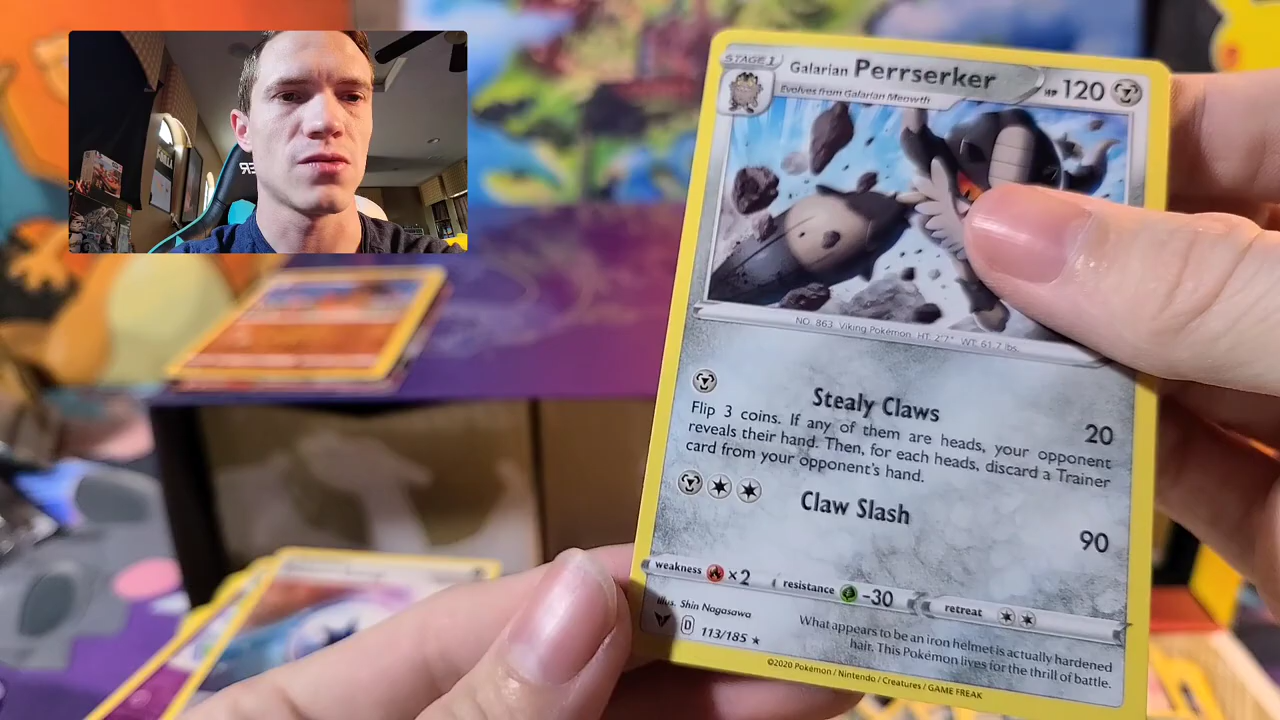 STAGE 1
Galarian Perrserker
HP 120
Evolves from Galarian Meowth
NO. 863 Viking Pokémon HT: 2'7" WT: 61.7 lbs.
Stealy Claws 20
Flip 3 coins. If any of them are heads, your opponent
reveals their hand. Then, for each heads, discard a Trainer
card from your opponent's hand.
Claw Slash 90
weakness ×2 resistance -30 retreat
Illus. Shin Nagasawa
D 113/185 ★
What appears to be an iron helmet is actually hardened
hair. This Pokémon lives for the thrill of battle.
©2020 Pokémon / Nintendo / Creatures / GAME FREAK